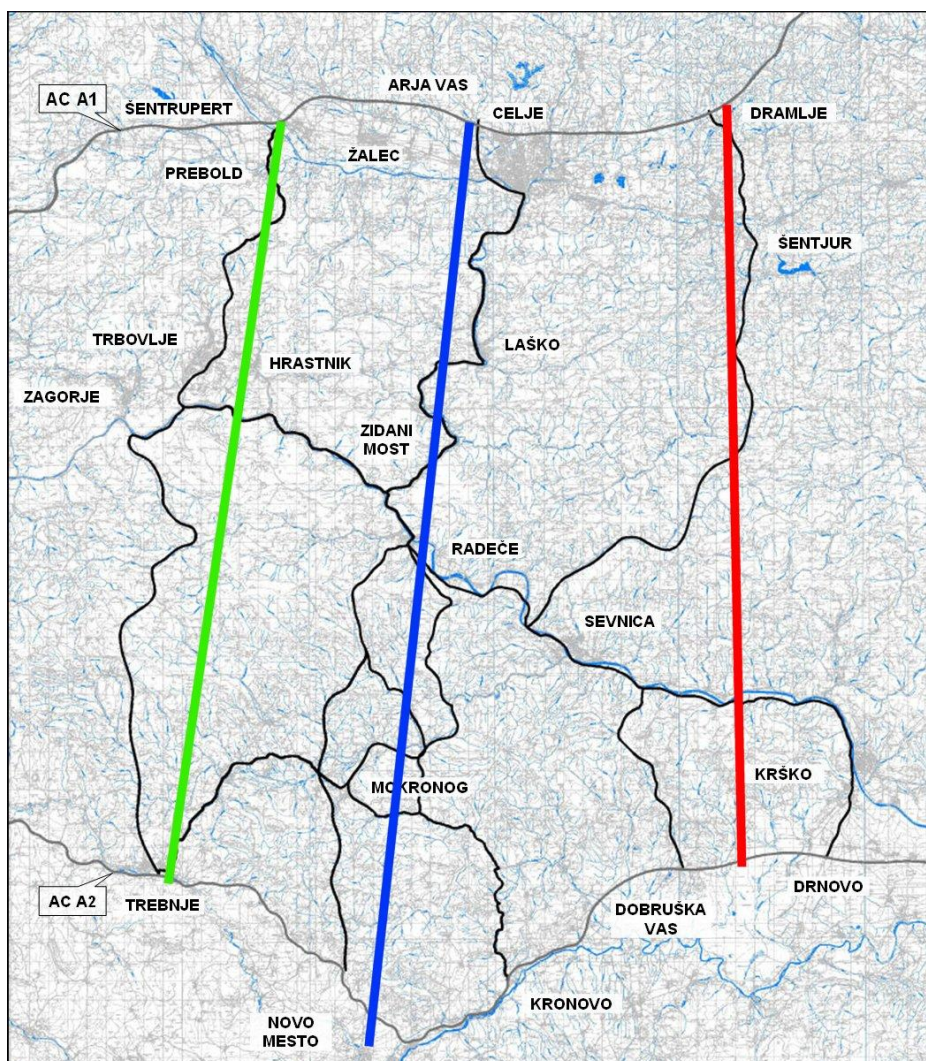 ARJA VAS
AC A1
ŠENTRUPERT
CELJE
DRAMLJE
ŽALEC
PREBOLD
ŠENTJUR
TRBOVLJE
LAŠKO
HRASTNIK
ZAGORJE
ZIDANI
MOST
RADEČE
SEVNICA
KRŠKO
MOKRONOG
DRNOVO
AC A2
TREBNJE
DOBRUŠKA
VAS
KRONOVO
NOVO
MESTO